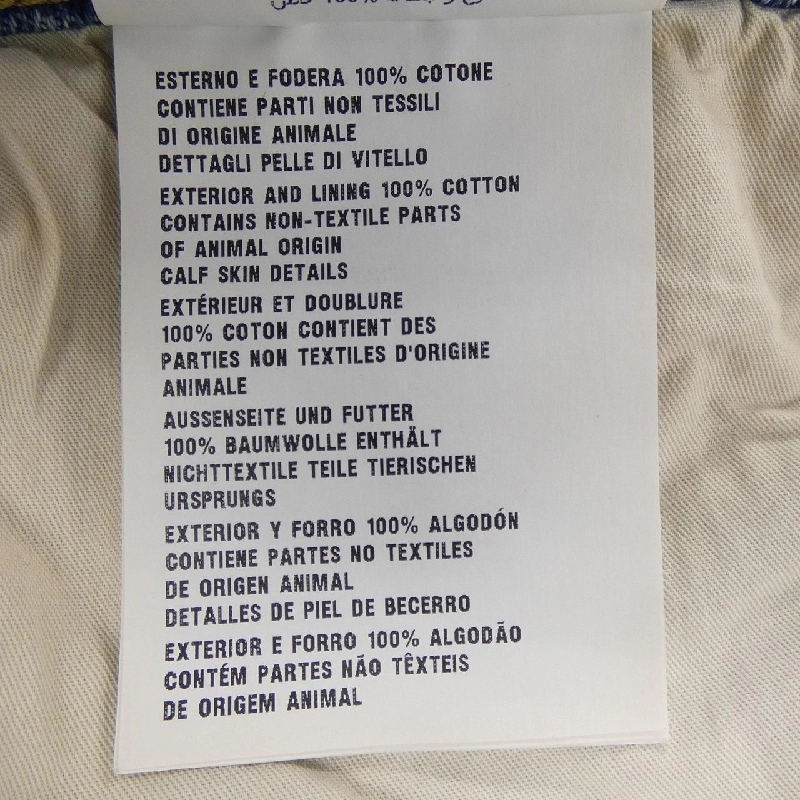 100%
ESTERNO E FODERA 100% COTONE
CONTIENE PARTI NON TESSILI
DI ORIGINE ANIMALE
DETTAGLI PELLE DI VITELLO
EXTERIOR AND LINING 100% COTTON
CONTAINS NON-TEXTILE PARTS
OF ANIMAL ORIGIN
CALF SKIN DETAILS
EXTÉRIEUR ET DOUBLURE
100% COTON CONTIENT DES
PARTIES NON TEXTILES D'ORIGINE
ANIMALE
AUSSENSEITE UND FUTTER
100% BAUMWOLLE ENTHÄLT
NICHTTEXTILE TEILE TIERISCHEN
URSPRUNGS
EXTERIOR Y FORRO 100% ALGODÓN
CONTIENE PARTES NO TEXTILES
DE ORIGEN ANIMAL
DETALLES DE PIEL DE BECERRO
EXTERIOR E FORRO 100% ALGODÃO
CONTÉM PARTES NÃO TÊXTEIS
DE ORIGEM ANIMAL